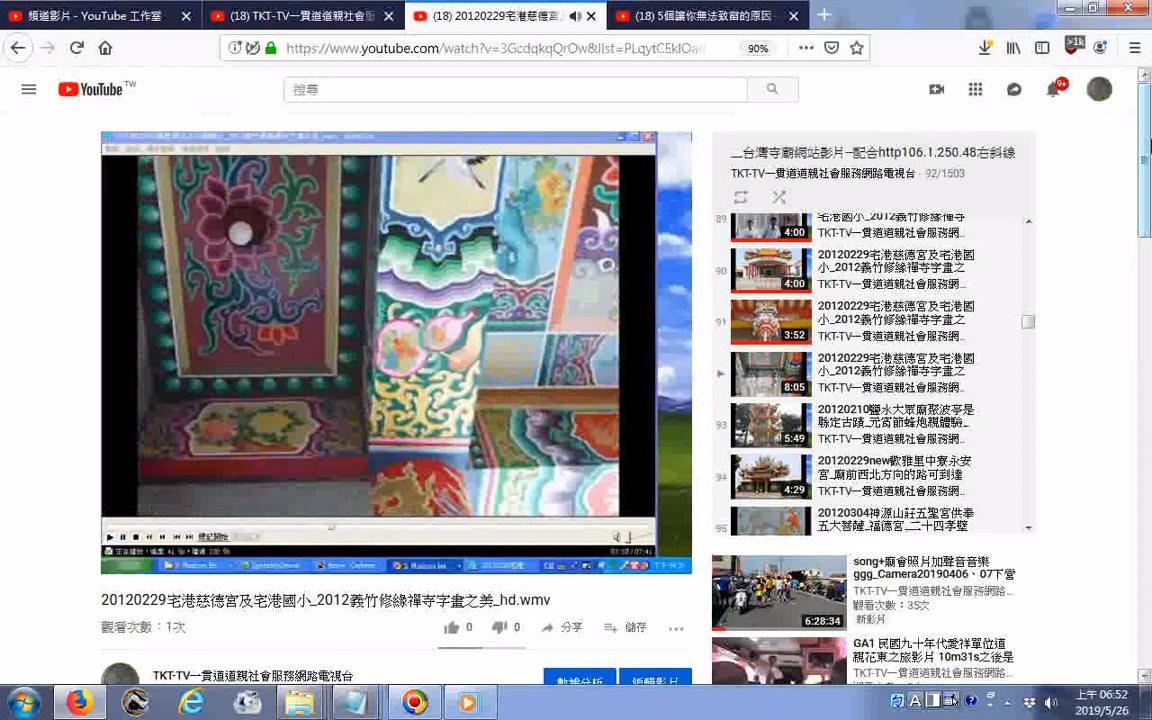 頻道影片 - YouTube 工作室
(18) TKT-TV一貫道道親社會服
(18) 20120229宅港慈德宮
(18) 5個讓你無法致富的原因
https://www.youtube.com/watch?v=3GcdqkqQrOw&list=PLqytCEkIOad
90%
>1k
YouTube TW
搜尋
9+
二台灣寺廟網站影片--配合http106.1.250.48右斜線
TKT-TV一貫道道親社會服務網路電視台 - 92/1503
89
宅港國小_2012義竹修緣禪寺
TKT-TV一貫道道親社會服務網..
4:00
90
20120229宅港慈德宮及宅港國
小_2012義竹修緣禪寺字畫之
TKT-TV一貫道道親社會服務網..
4:00
91
20120229宅港慈德宮及宅港國
小_2012義竹修緣禪寺字畫之
TKT-TV一貫道道親社會服務網..
3:52
20120229宅港慈德宮及宅港國
小_2012義竹修緣禪寺字畫之
TKT-TV一貫道道親社會服務網..
8:05
93
20120210鹽水大眾廟聚波亭是
縣定古蹟_元宵節蜂炮親體驗_
TKT-TV一貫道道親社會服務網..
5:49
94
20120229new歡雅里中寮永安
宮_廟前西北方向的路可到達
TKT-TV一貫道道親社會服務網..
4:29
95
20120304神源山莊五聖宮供奉
五大菩薩_福德宮_二十四孝壁
song+廟會照片加聲音音樂
ggg_Camera20190406、07下營
TKT-TV一貫道道親社會服務網路...
觀看次數：35次
新影片
6:28:34
GA1 民國九十年代愛祥單位道
親花東之旅影片 10m31s之後是
TKT-TV一貫道道親社會服務網路...
20120229宅港慈德宮及宅港國小_2012義竹修緣禪寺字畫之美_hd.wmv
觀看次數：1次
0
0
分享
儲存
TKT-TV一貫道道親社會服務網路電視台
數據分析
編輯影片
上午 06:52
2019/5/26